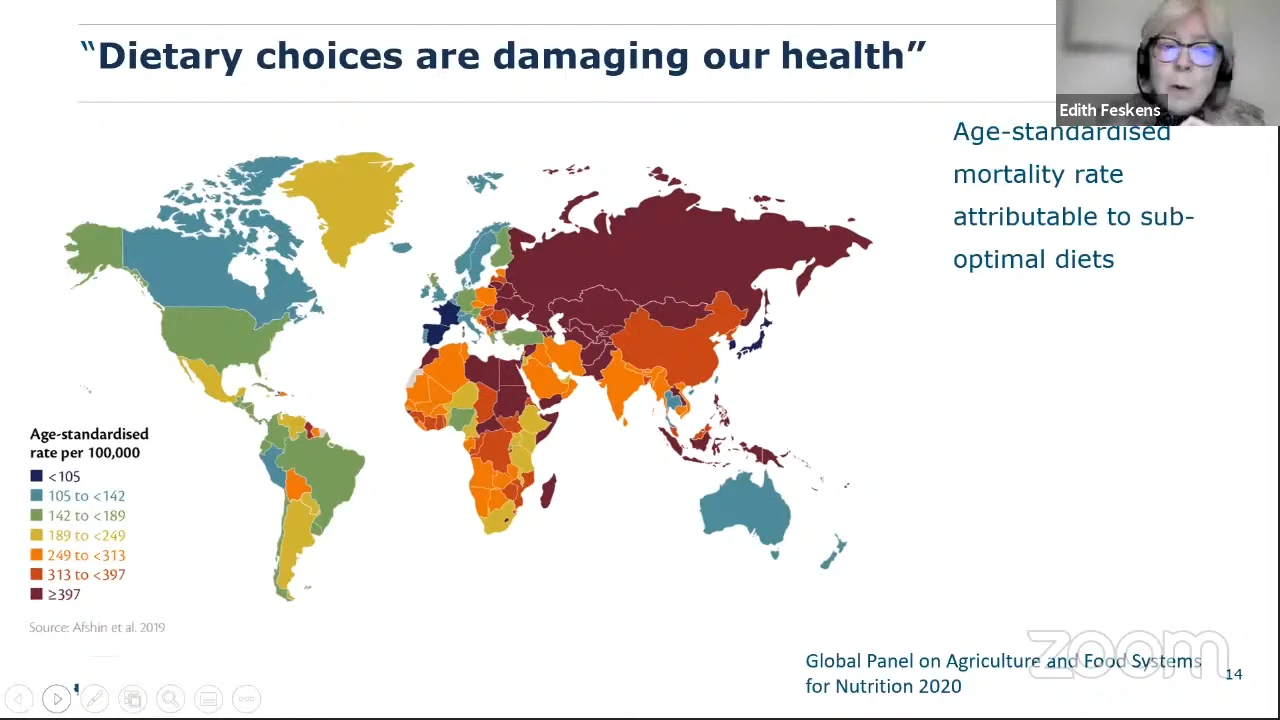 “Dietary choices are damaging our health”
Edith Feskens
Age-standardised
mortality rate
attributable to sub-
optimal diets
Age-standardised
rate per 100,000
<105
105 to <142
142 to <189
189 to <249
249 to <313
313 to <397
≥397
Source: Afshin et al. 2019
zoom
Global Panel on Agriculture and Food Systems
for Nutrition 2020
14